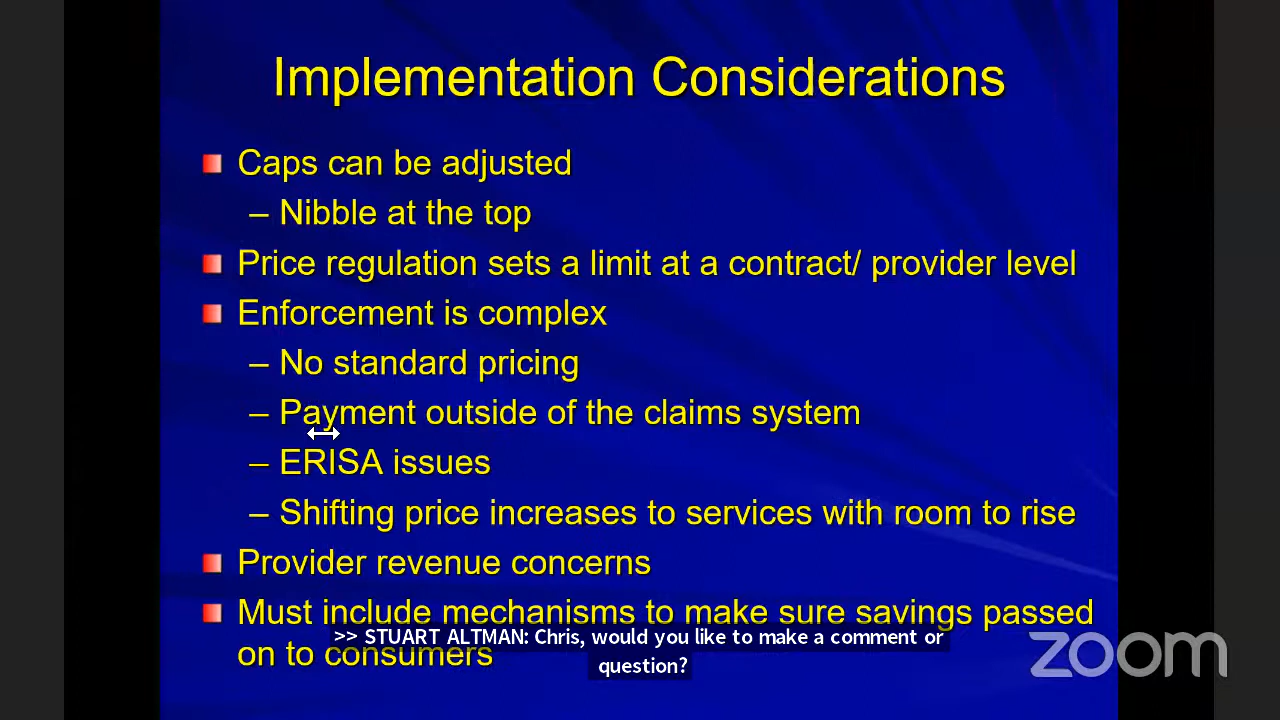 Implementation Considerations
Caps can be adjusted
– Nibble at the top
Price regulation sets a limit at a contract/ provider level
Enforcement is complex
– No standard pricing
– Payment outside of the claims system
– ERISA issues
– Shifting price increases to services with room to rise
Provider revenue concerns
Must include mechanisms to make sure savings passed
on to consumers
>> STUART ALTMAN: Chris, would you like to make a comment or
question?
zoom